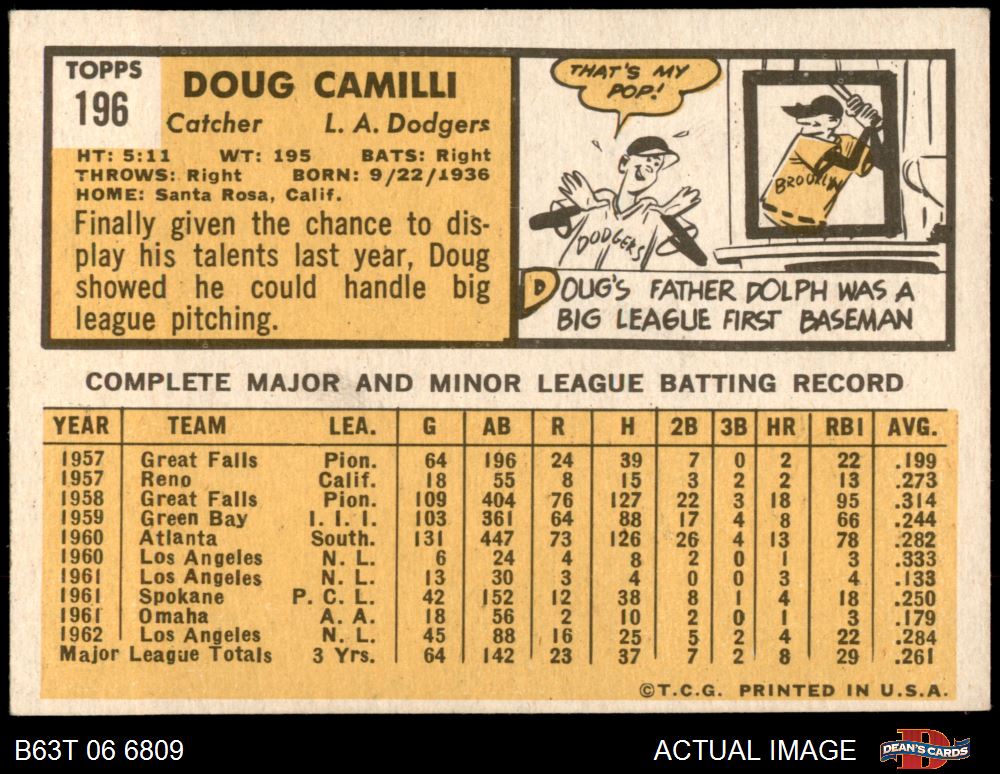 TOPPS
196
DOUG CAMILLI
Catcher L. A. Dodgers
HT: 5:11 WT: 195 BATS: Right
THROWS: Right BORN: 9/22/1936
HOME: Santa Rosa, Calif.
Finally given the chance to dis-
play his talents last year, Doug
showed he could handle big
league pitching.
THAT'S MY
POP!
DODGERS
BROOKLYN
DOUG'S FATHER DOLPH WAS A
BIG LEAGUE FIRST BASEMAN
COMPLETE MAJOR AND MINOR LEAGUE BATTING RECORD
YEAR TEAM LEA. G AB R H 2B 3B HR RBI AVG.
1957 Great Falls Pion. 64 196 24 39 7 0 2 22 .199
1957 Reno Calif. 18 55 8 15 3 2 2 13 .273
1958 Great Falls Pion. 109 404 76 127 22 3 18 95 .314
1959 Green Bay I. I. I. 103 361 64 88 17 4 8 66 .244
1960 Atlanta South. 131 447 73 126 26 4 13 78 .282
1960 Los Angeles N. L. 6 24 4 8 2 0 1 3 .333
1961 Los Angeles N. L. 13 30 3 4 0 0 3 4 .133
1961 Spokane P. C. L. 42 152 12 38 8 1 4 18 .250
1961 Omaha A. A. 18 56 2 10 2 0 1 3 .179
1962 Los Angeles N. L. 45 88 16 25 5 2 4 22 .284
Major League Totals 3 Yrs. 64 142 23 37 7 2 8 29 .261
©T.C.G. PRINTED IN U.S.A.
B63T 06 6809 ACTUAL IMAGE DEAN'S CARDS